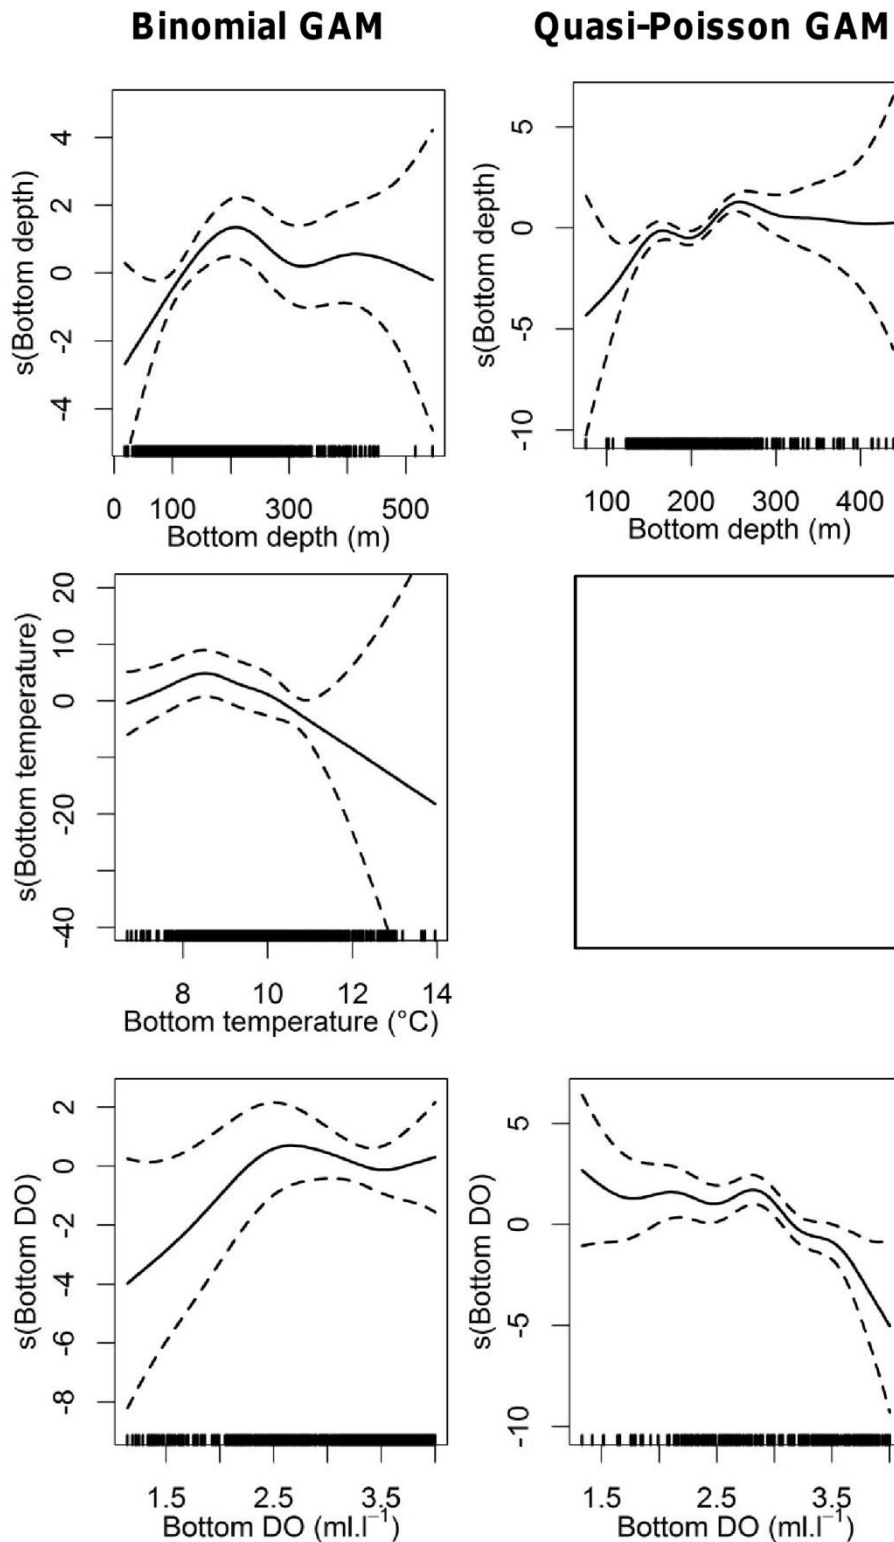 Binomial GAM
Quasi-Poisson GAM
s(Bottom depth)
4
2
0
-2
-4
0 100 300 500
Bottom depth (m)
s(Bottom depth)
5
0
-5
-10
100 200 300 400
Bottom depth (m)
s(Bottom temperature)
20
10
0
-20
-40
8 10 12 14
Bottom temperature (°C)
s(Bottom DO)
2
0
-2
-4
-6
-8
1.5 2.5 3.5
Bottom DO (ml.l⁻¹)
s(Bottom DO)
5
0
-5
-10
1.5 2.5 3.5
Bottom DO (ml.l⁻¹)